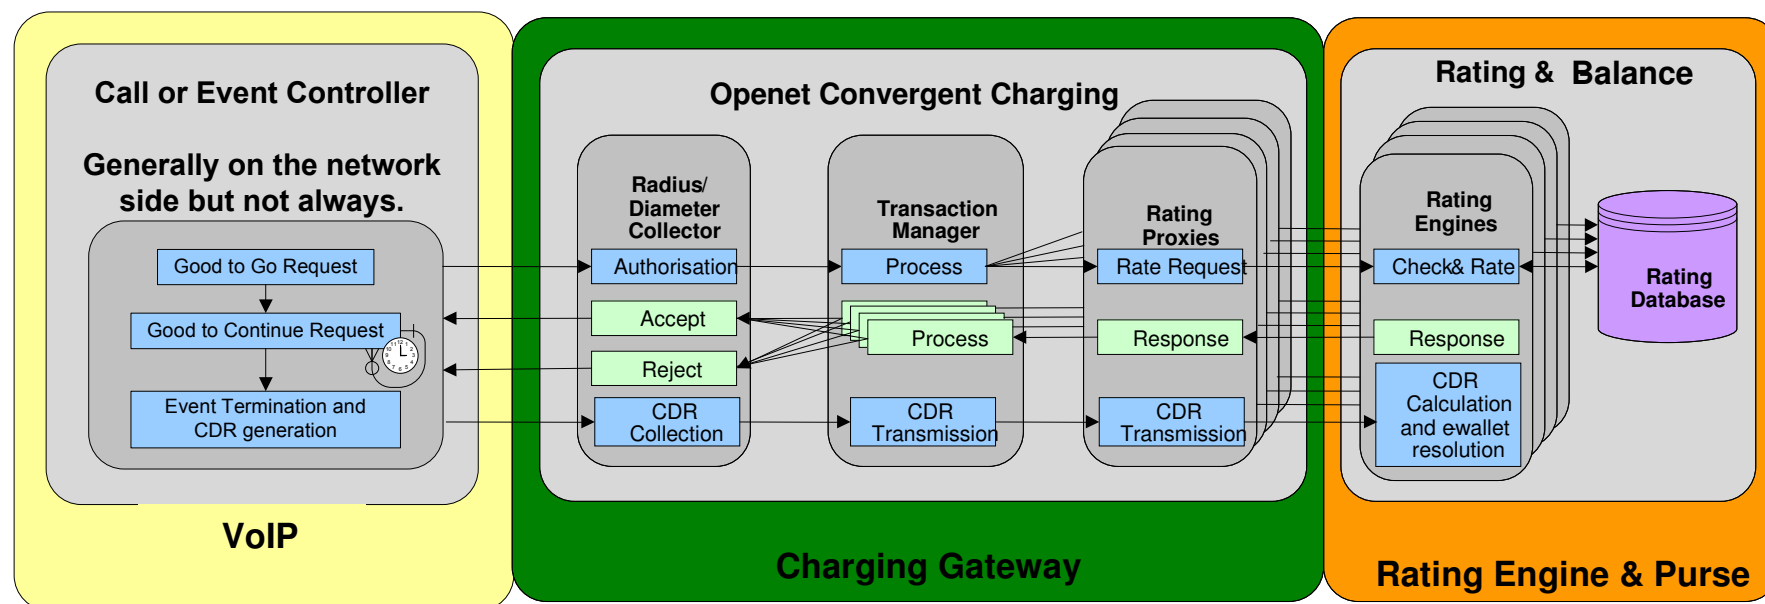 Call or Event Controller
Generally on the network
side but not always.
Good to Go Request
Good to Continue Request
Event Termination and
CDR generation
VoIP
Openet Convergent Charging
Radius/
Diameter
Collector
Authorisation
Accept
Reject
CDR
Collection
Transaction
Manager
Process
Process
CDR
Transmission
Rating
Proxies
Rate Request
Response
CDR
Transmission
Charging Gateway
Rating & Balance
Rating
Engines
Check& Rate
Response
CDR
Calculation
and ewallet
resolution
Rating
Database
Rating Engine & Purse